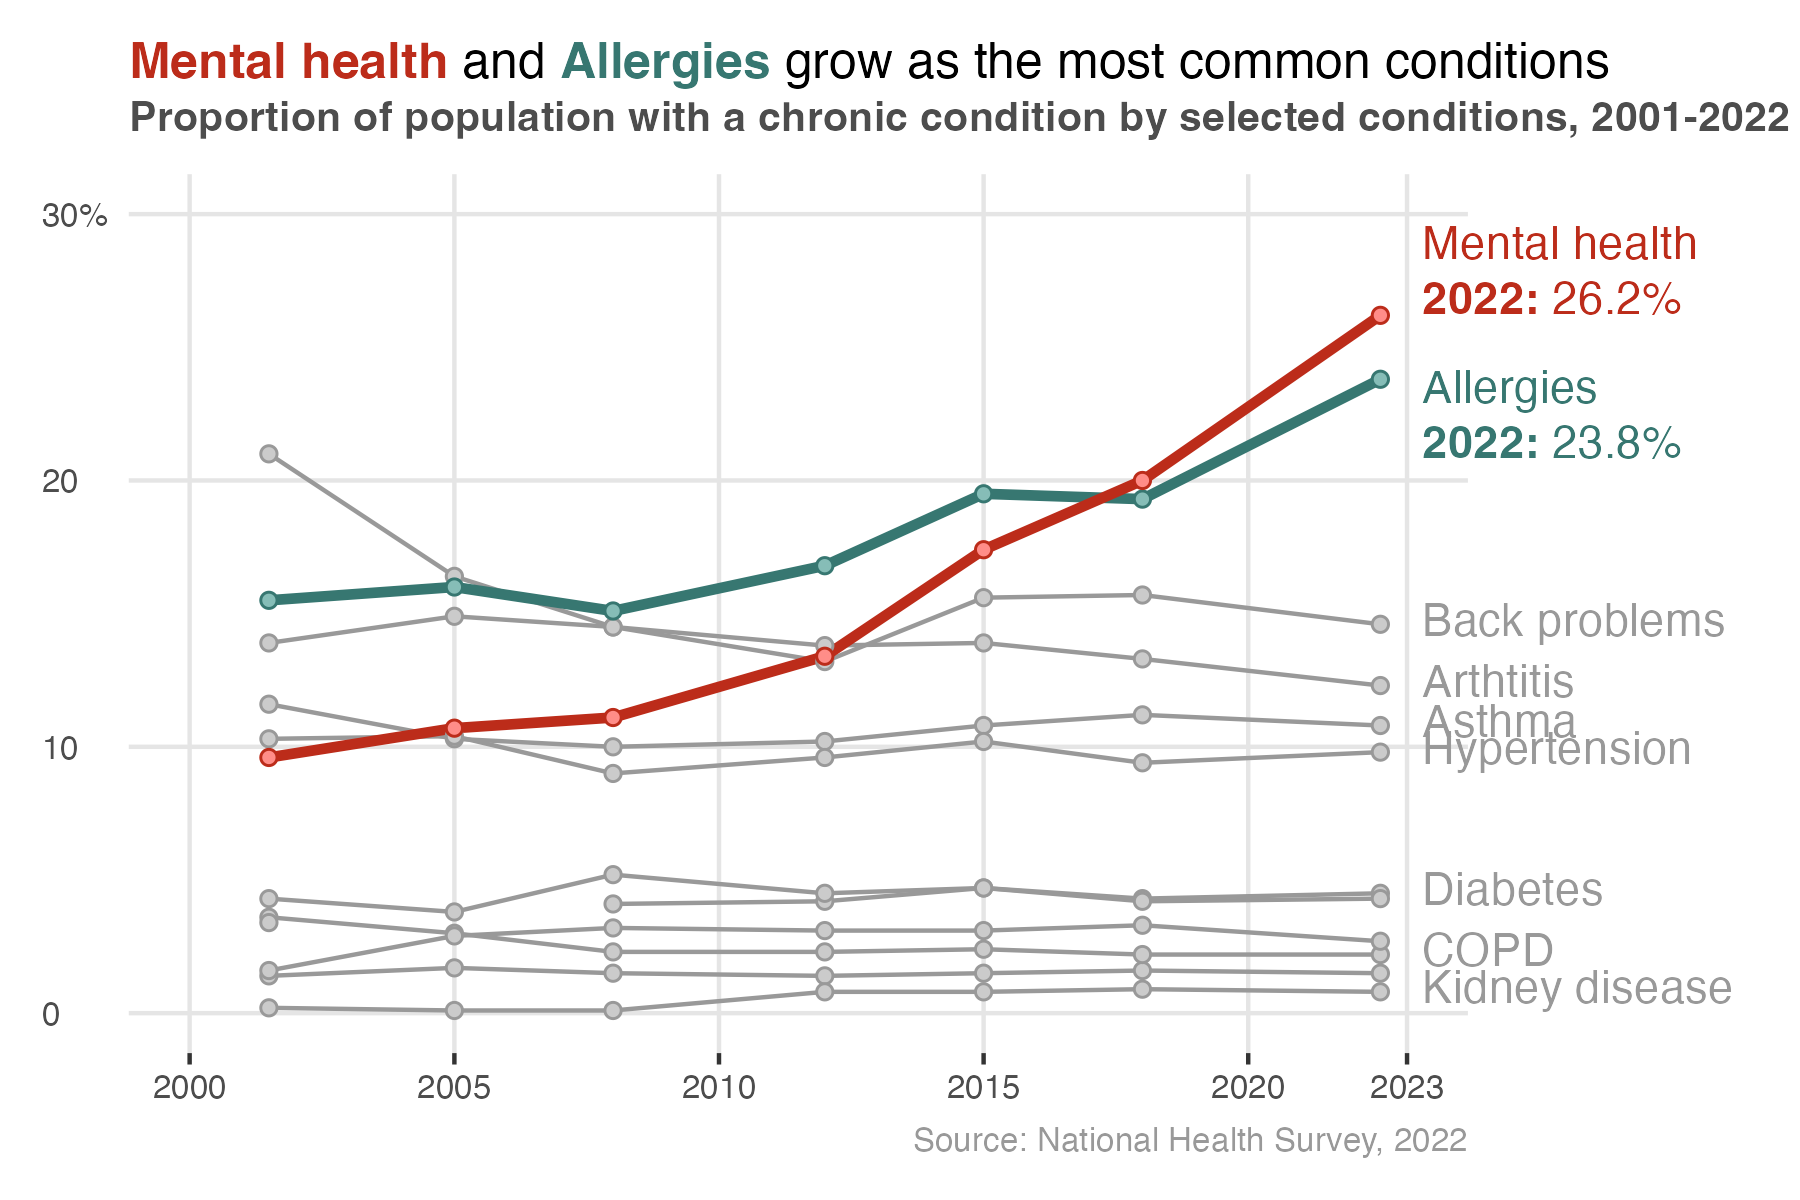 Mental health and Allergies grow as the most common conditions
Proportion of population with a chronic condition by selected conditions, 2001-2022
30%
Mental health
2022: 26.2%
Allergies
2022: 23.8%
20
Back problems
Arthtitis
Asthma
Hypertension
10
Diabetes
COPD
Kidney disease
0
2000 2005 2010 2015 2020 2023
Source: National Health Survey, 2022